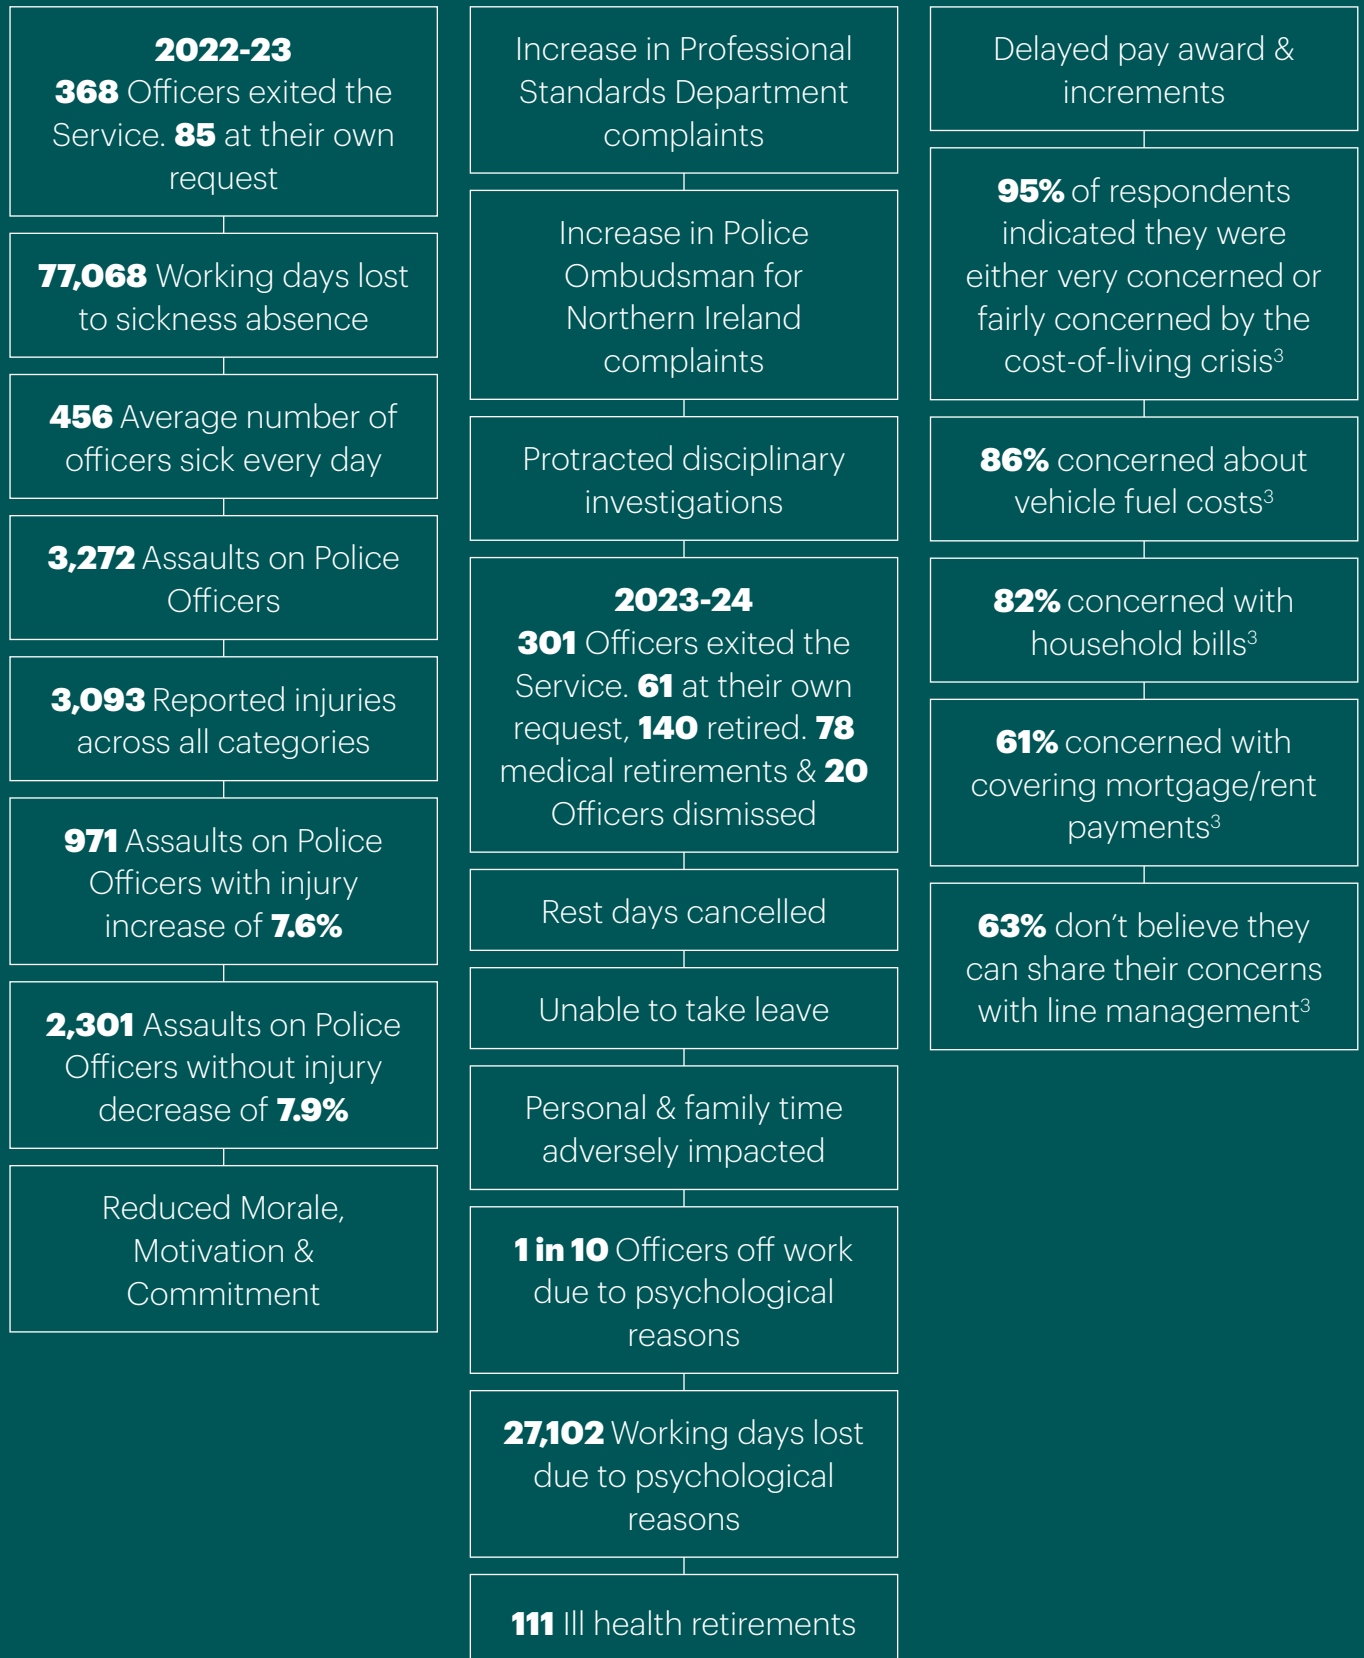 2022-23
368 Officers exited the
Service. 85 at their own
request
77,068 Working days lost
to sickness absence
456 Average number of
officers sick every day
3,272 Assaults on Police
Officers
3,093 Reported injuries
across all categories
971 Assaults on Police
Officers with injury
increase of 7.6%
2,301 Assaults on Police
Officers without injury
decrease of 7.9%
Reduced Morale,
Motivation &
Commitment
Increase in Professional
Standards Department
complaints
Increase in Police
Ombudsman for
Northern Ireland
complaints
Protracted disciplinary
investigations
2023-24
301 Officers exited the
Service. 61 at their own
request, 140 retired. 78
medical retirements & 20
Officers dismissed
Rest days cancelled
Unable to take leave
Personal & family time
adversely impacted
1 in 10 Officers off work
due to psychological
reasons
27,102 Working days lost
due to psychological
reasons
111 Ill health retirements
Delayed pay award &
increments
95% of respondents
indicated they were
either very concerned or
fairly concerned by the
cost-of-living crisis³
86% concerned about
vehicle fuel costs³
82% concerned with
household bills³
61% concerned with
covering mortgage/rent
payments³
63% don’t believe they
can share their concerns
with line management³